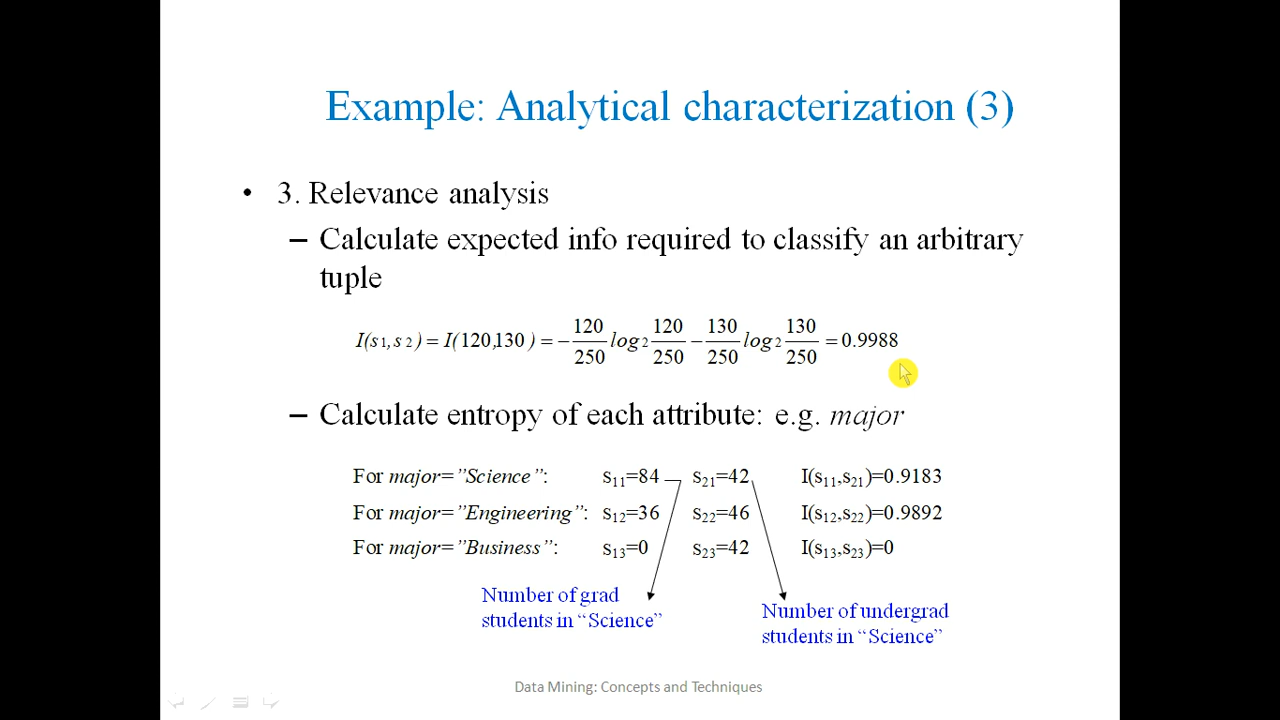 Example: Analytical characterization (3)
• 3. Relevance analysis
– Calculate expected info required to classify an arbitrary
tuple
I(s1,s2) = I(120,130) = −120/250 log2 120/250 − 130/250 log2 130/250 = 0.9988
– Calculate entropy of each attribute: e.g. major
For major=”Science”: s11=84 s21=42 I(s11,s21)=0.9183
For major=”Engineering”: s12=36 s22=46 I(s12,s22)=0.9892
For major=”Business”: s13=0 s23=42 I(s13,s23)=0
Number of grad
students in “Science”
Number of undergrad
students in “Science”
Data Mining: Concepts and Techniques